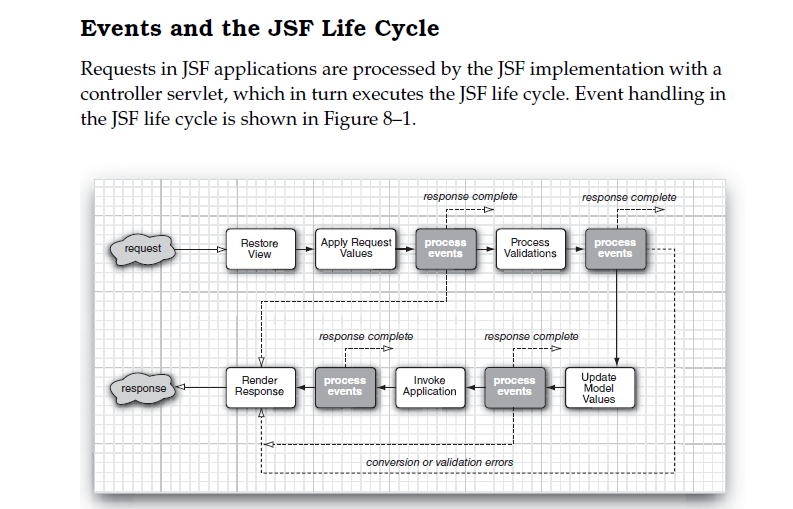 Events and the JSF Life Cycle
Requests in JSF applications are processed by the JSF implementation with a
controller servlet, which in turn executes the JSF life cycle. Event handling in
the JSF life cycle is shown in Figure 8–1.
response complete
response complete
request
Restore
View
Apply Request
Values
process
events
Process
Validations
process
events
response complete
response complete
response
Render
Response
process
events
Invoke
Application
process
events
Update
Model
Values
conversion or validation errors